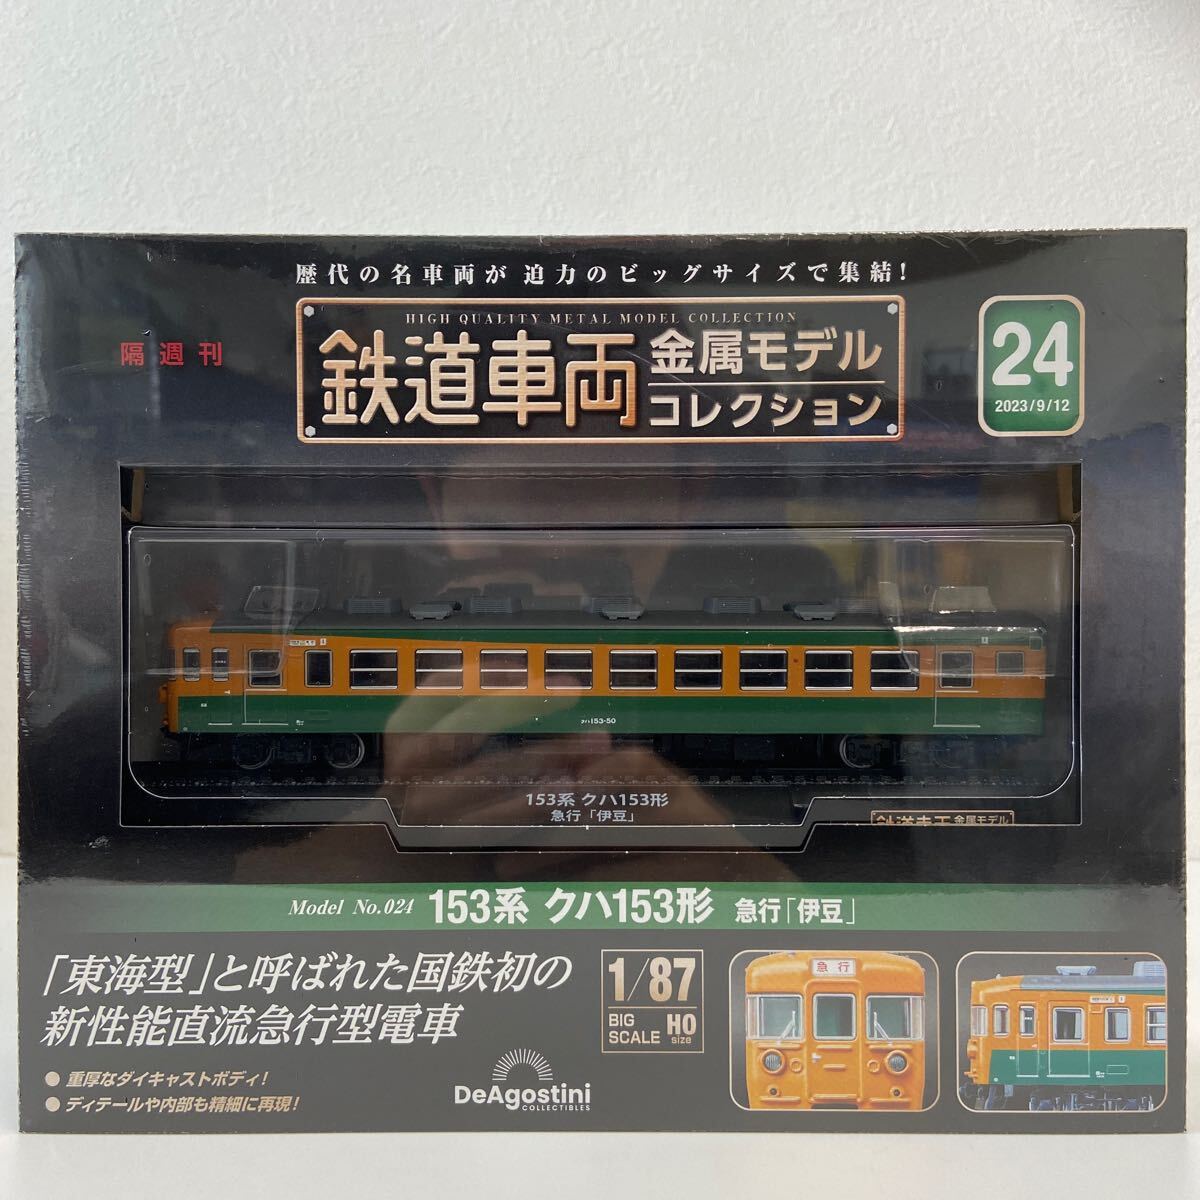 歴代の名車両が 迫力のビッグサイズで集結!
隔週刊
HIGH QUALITY METAL MODEL COLLECTION
鉄道車両
金属モデル
コレクション
24
2023/9/12
クハ153-50
153系 クハ153形
急行「伊豆」
鉄道車両 金属モデル
Model No.024 153系 クハ153形 急行「伊豆」
「東海型」と呼ばれた国鉄初の
新性能直流急行型電車
● 重厚なダイキャストボディ!
● ディテールや内部も精細に再現!
1/87
BIG SCALE
HO size
DeAgostini
COLLECTIBLES
急行